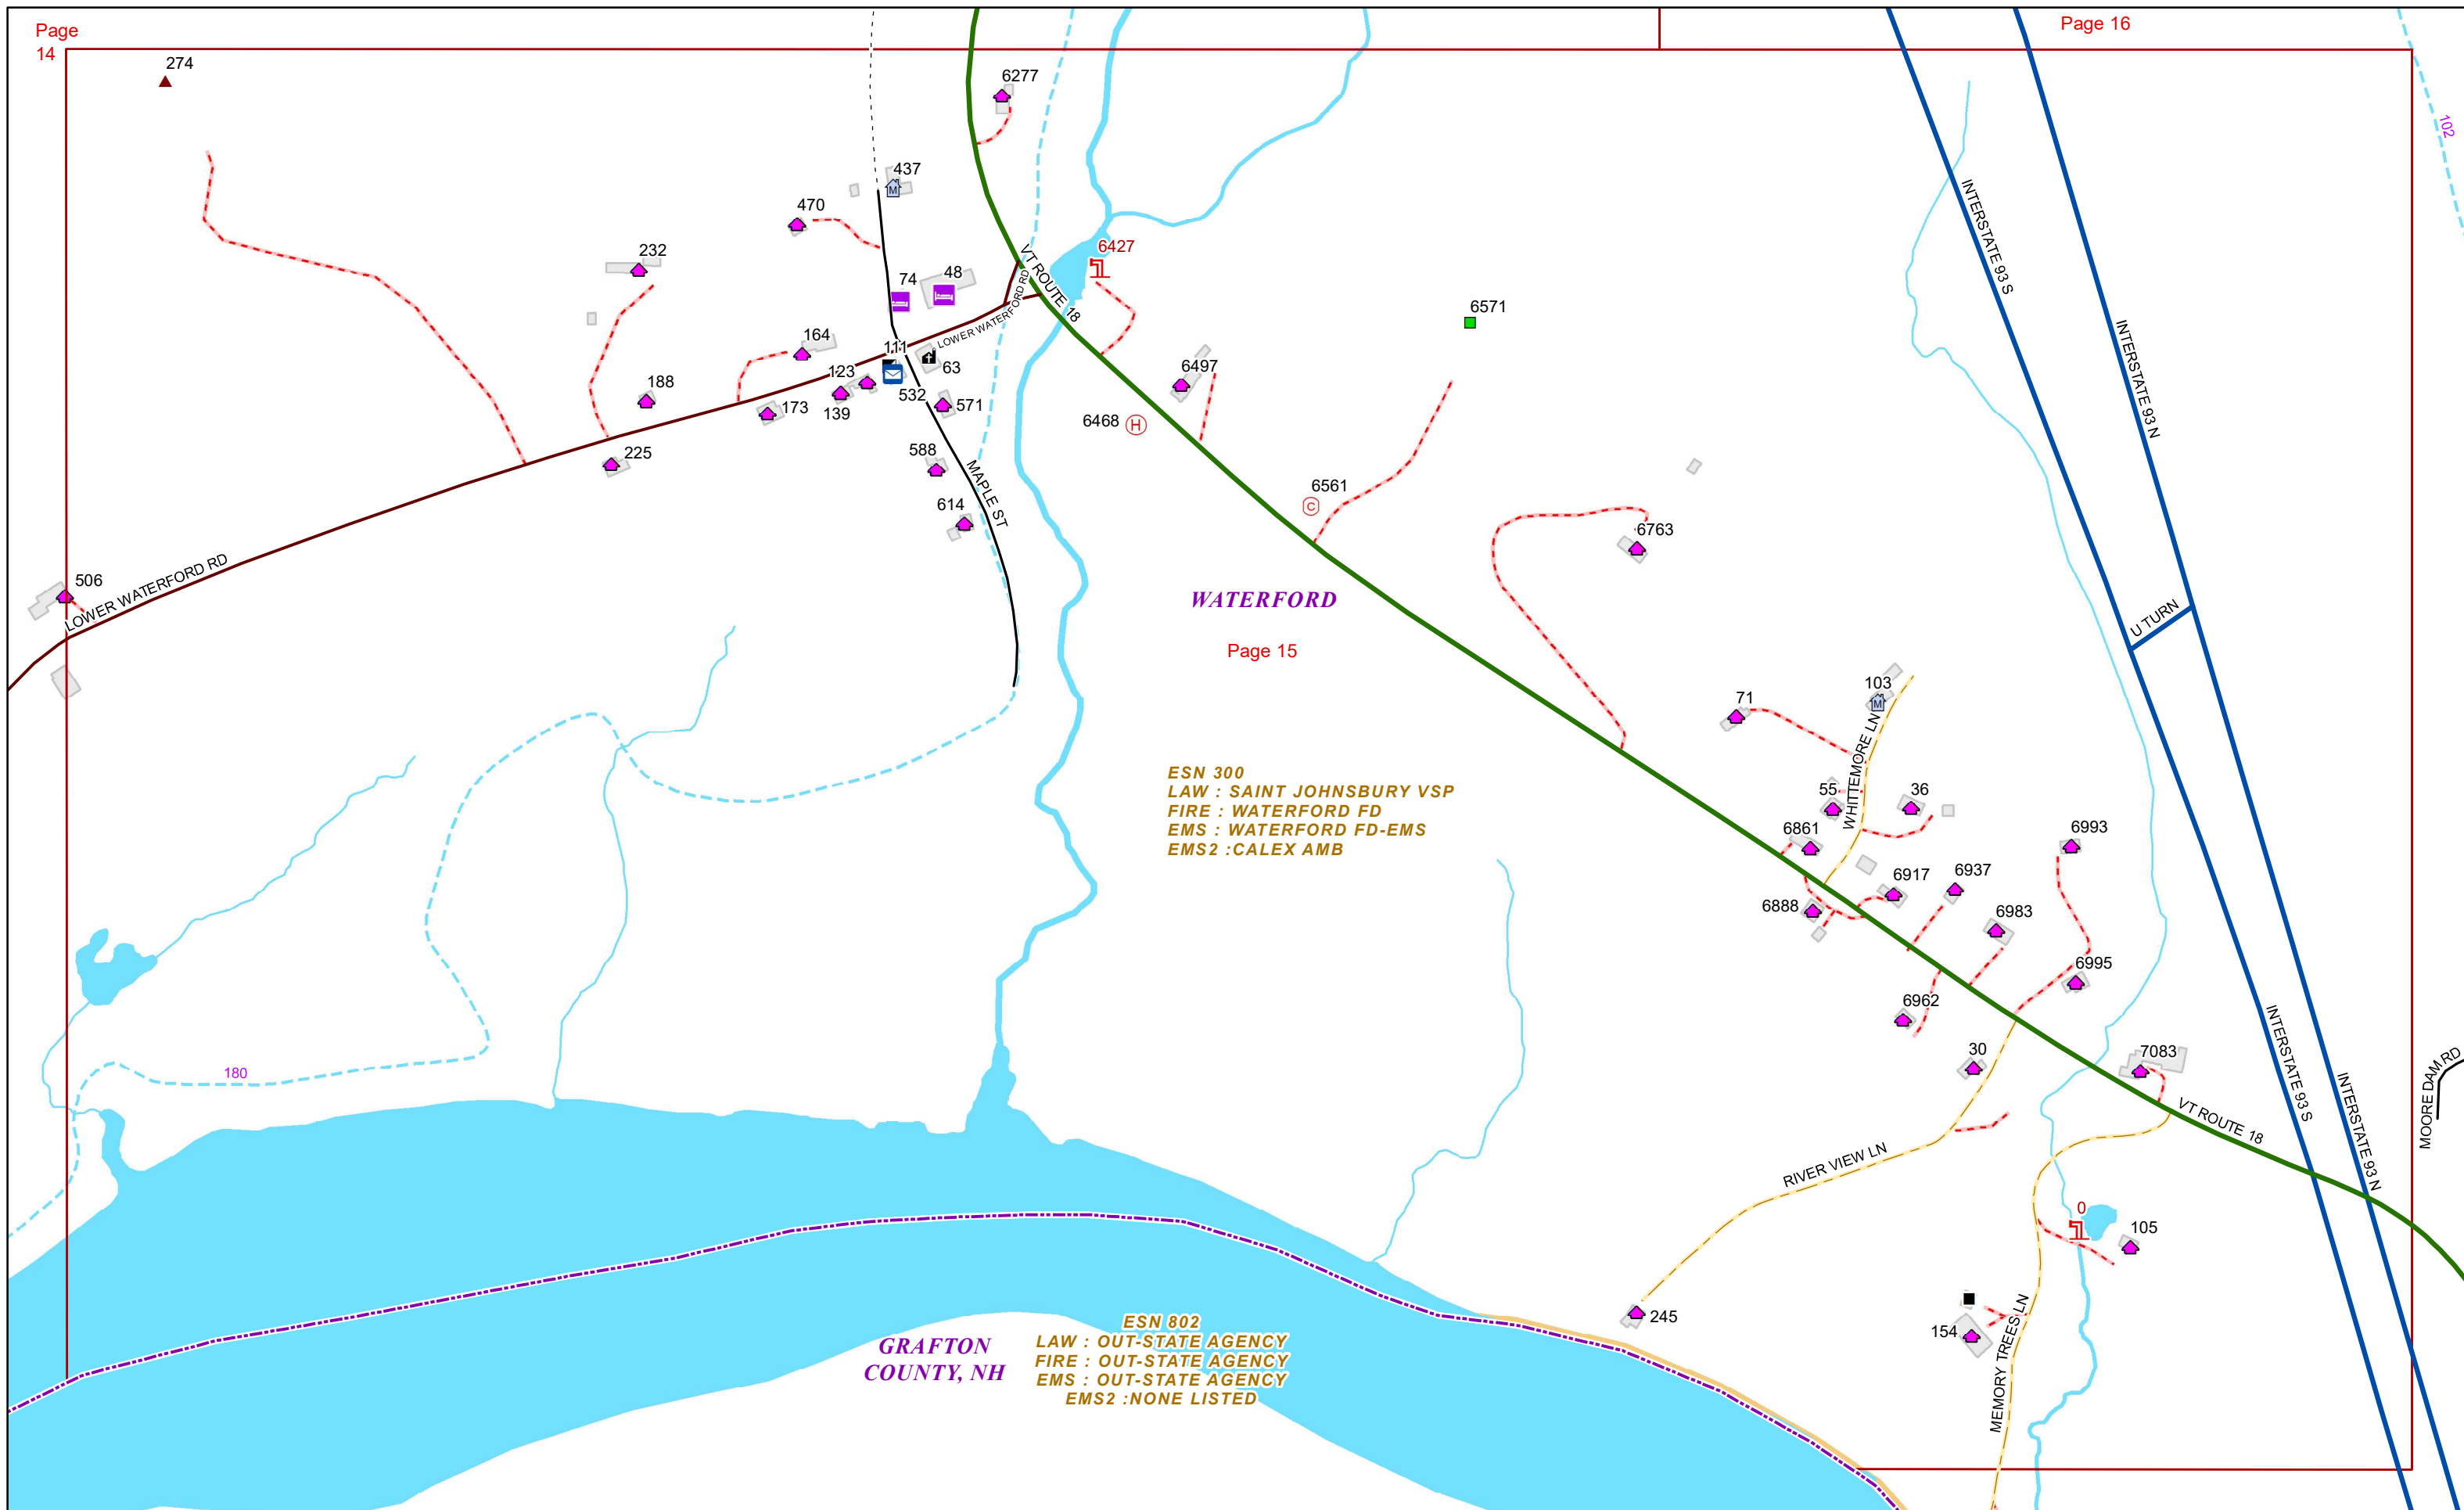 Page
14
Page 16
274
6277
102
437
470
INTERSTATE 93 S
232
6427
VT ROUTE 18
74
48
LOWER WATERFORD RD
6571
INTERSTATE 93 N
164
111
63
6497
123
188
173
139
532
571
6468
H
225
588
MAPLE ST
6561
C
614
6763
506
LOWER WATERFORD RD
WATERFORD
U TURN
Page 15
103
M
M
71
WHITTEMORE LN
ESN 300
LAW : SAINT JOHNSBURY VSP
FIRE : WATERFORD FD
EMS : WATERFORD FD-EMS
EMS2 :CALEX AMB
55
36
6861
6993
6917
6937
6888
6983
6995
6962
INTERSTATE 93 S
30
7083
180
INTERSTATE 93 N
MOORE DAM RD
VT ROUTE 18
RIVER VIEW LN
0
105
245
154
MEMORY TREES LN
GRAFTON
COUNTY, NH
ESN 802
LAW : OUT-STATE AGENCY
FIRE : OUT-STATE AGENCY
EMS : OUT-STATE AGENCY
EMS2 :NONE LISTED